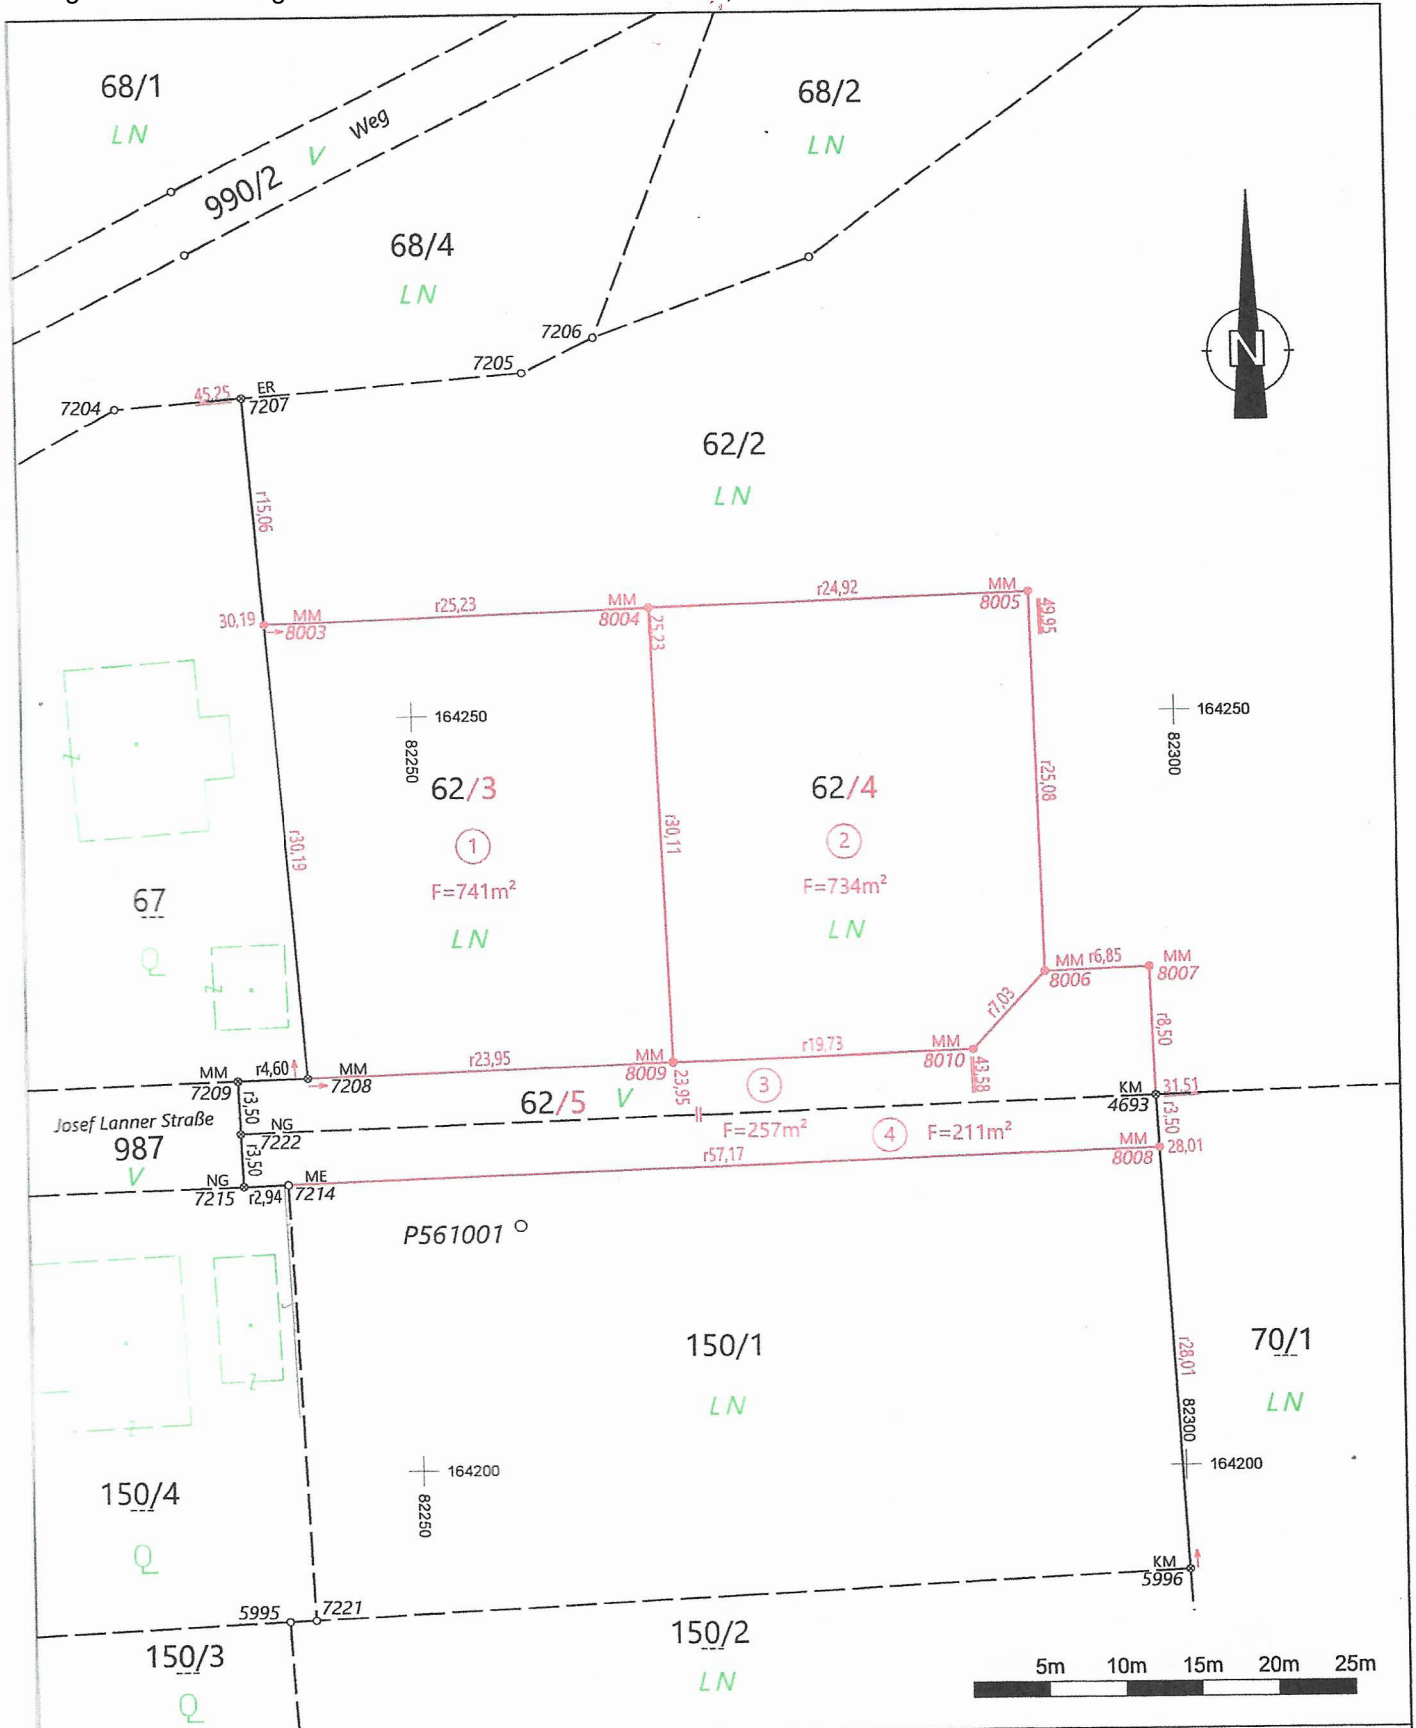 68/1
LN
Weg
V
990/2
68/2
LN
68/4
LN
N
7206
7205
7204
45,25
ER
7207
62/2
LN
r15,06
r25,23
MM
r24,92
MM
30,19
MM
8003
8004
8005
25,23
49,95
164250
82250
164250
82300
62/3
1
F=741m²
LN
r30,19
r30,11
62/4
2
F=734m²
LN
r25,08
67
Q
Z
Z
MM r6,85
8006
MM
8007
r7,03
r8,50
MM
7209
r4,60
MM
7208
r23,95
MM
8009
r19,73
MM
8010
23,95
43,58
3
62/5
V
KM
4693
31,51
r3,50
Josef Lanner Straße
987
V
r3,50
NG
7222
r3,50
F=257m²
4
F=211m²
MM
8008
28,01
r57,17
NG
7215
r2,94
ME
7214
P561001
150/1
LN
70/1
LN
r28,01
82300
164200
164200
82250
Z
Z
150/4
Q
KM
5996
5995
7221
150/3
Q
150/2
LN
5m 10m 15m 20m 25m